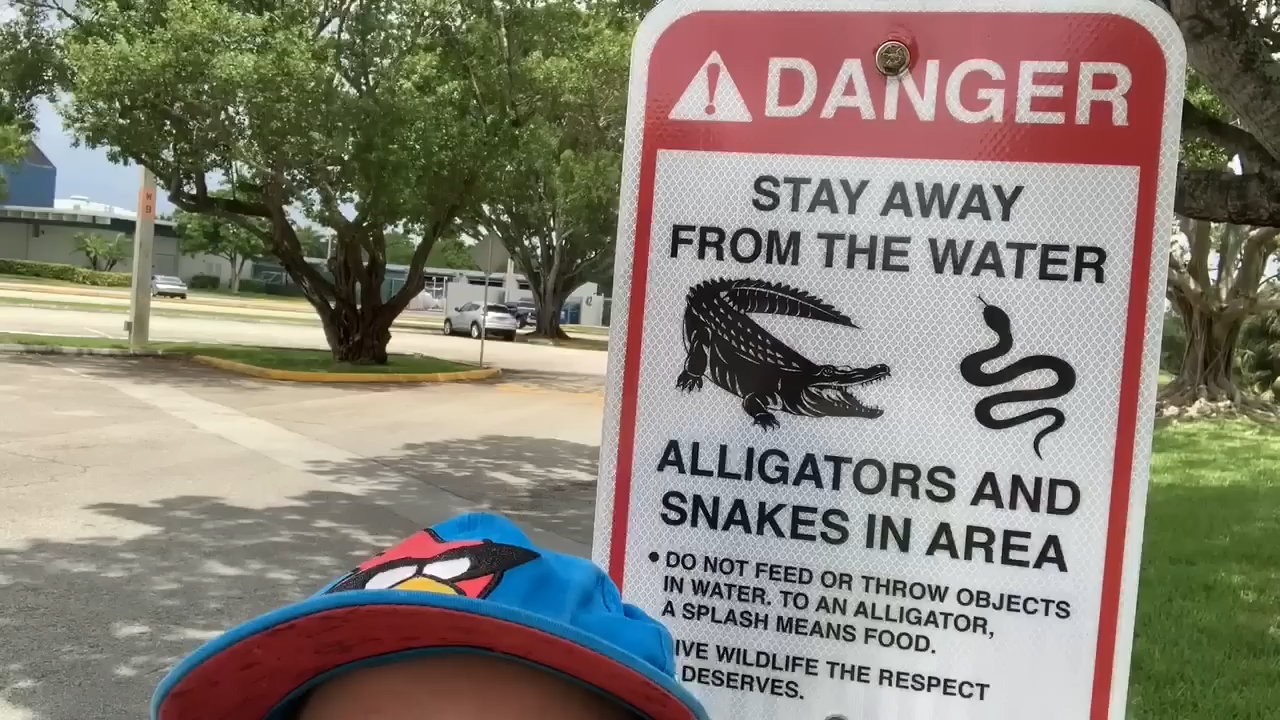 DANGER
STAY AWAY
FROM THE WATER
ALLIGATORS AND
SNAKES IN AREA
• DO NOT FEED OR THROW OBJECTS
IN WATER. TO AN ALLIGATOR,
A SPLASH MEANS FOOD.
IVE WILDLIFE THE RESPECT
DESERVES.